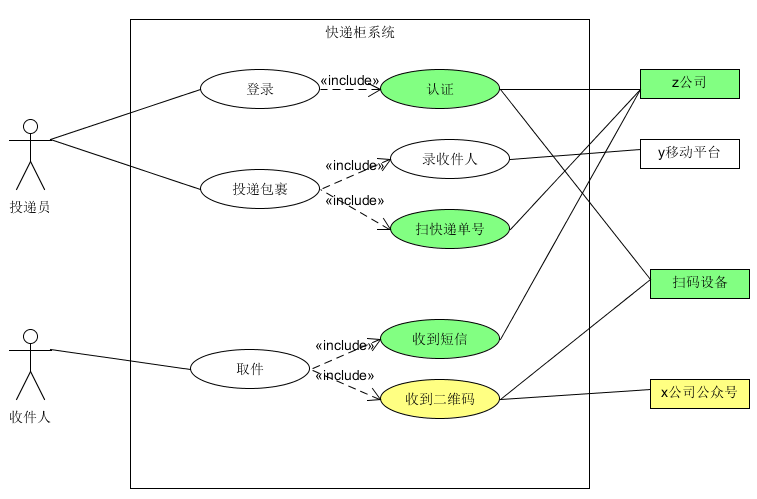 快递柜系统
登录
«include»
认证
z公司
投递员
投递包裹
«include»
录收件人
y移动平台
«include»
扫快递单号
扫码设备
收件人
取件
«include»
收到短信
«include»
收到二维码
x公司公众号